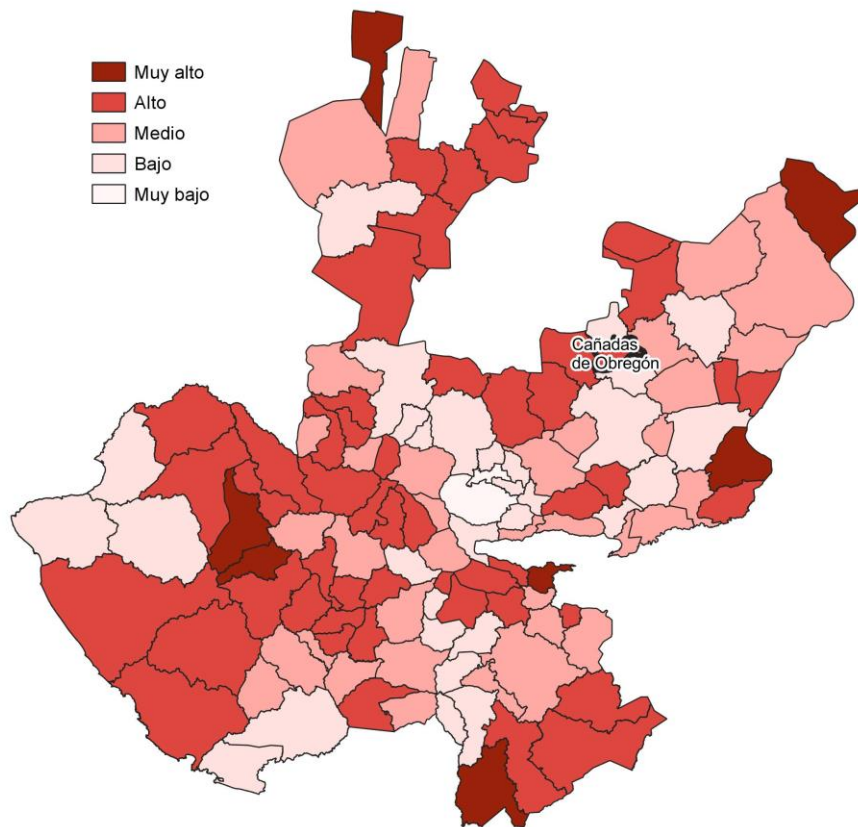 Muy alto
Alto
Medio
Bajo
Muy bajo
Cañadas
de Obregón